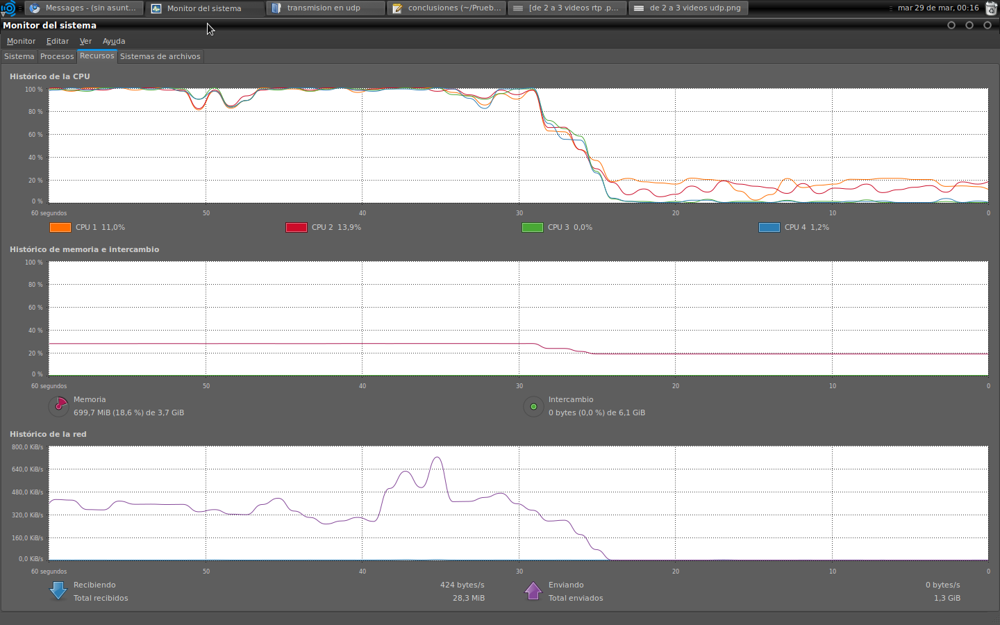 Messages - (sin asunt... Monitor del sistema transmision en udp conclusiones (~/Prueb... [de 2 a 3 videos rtp .p... de 2 a 3 videos udp.png mar 29 de mar, 00:16
Monitor del sistema
Monitor Editar Ver Ayuda
Sistema Procesos Recursos Sistemas de archivos
Histórico de la CPU
100 %
80 %
60 %
40 %
20 %
0 %
60 segundos 50 40 30 20 10 0
CPU 1 11,0% CPU 2 13,9% CPU 3 0,0% CPU 4 1,2%
Histórico de memoria e intercambio
100 %
80 %
60 %
40 %
20 %
0 %
60 segundos 50 40 30 20 10 0
Memoria Intercambio
699,7 MiB (18,6 %) de 3,7 GiB 0 bytes (0,0 %) de 6,1 GiB
Histórico de la red
800,0 KiB/s
640,0 KiB/s
480,0 KiB/s
320,0 KiB/s
160,0 KiB/s
0,0 KiB/s
60 segundos 50 40 30 20 10 0
Recibiendo 424 bytes/s Enviando 0 bytes/s
Total recibidos 28,3 MiB Total enviados 1,3 GiB